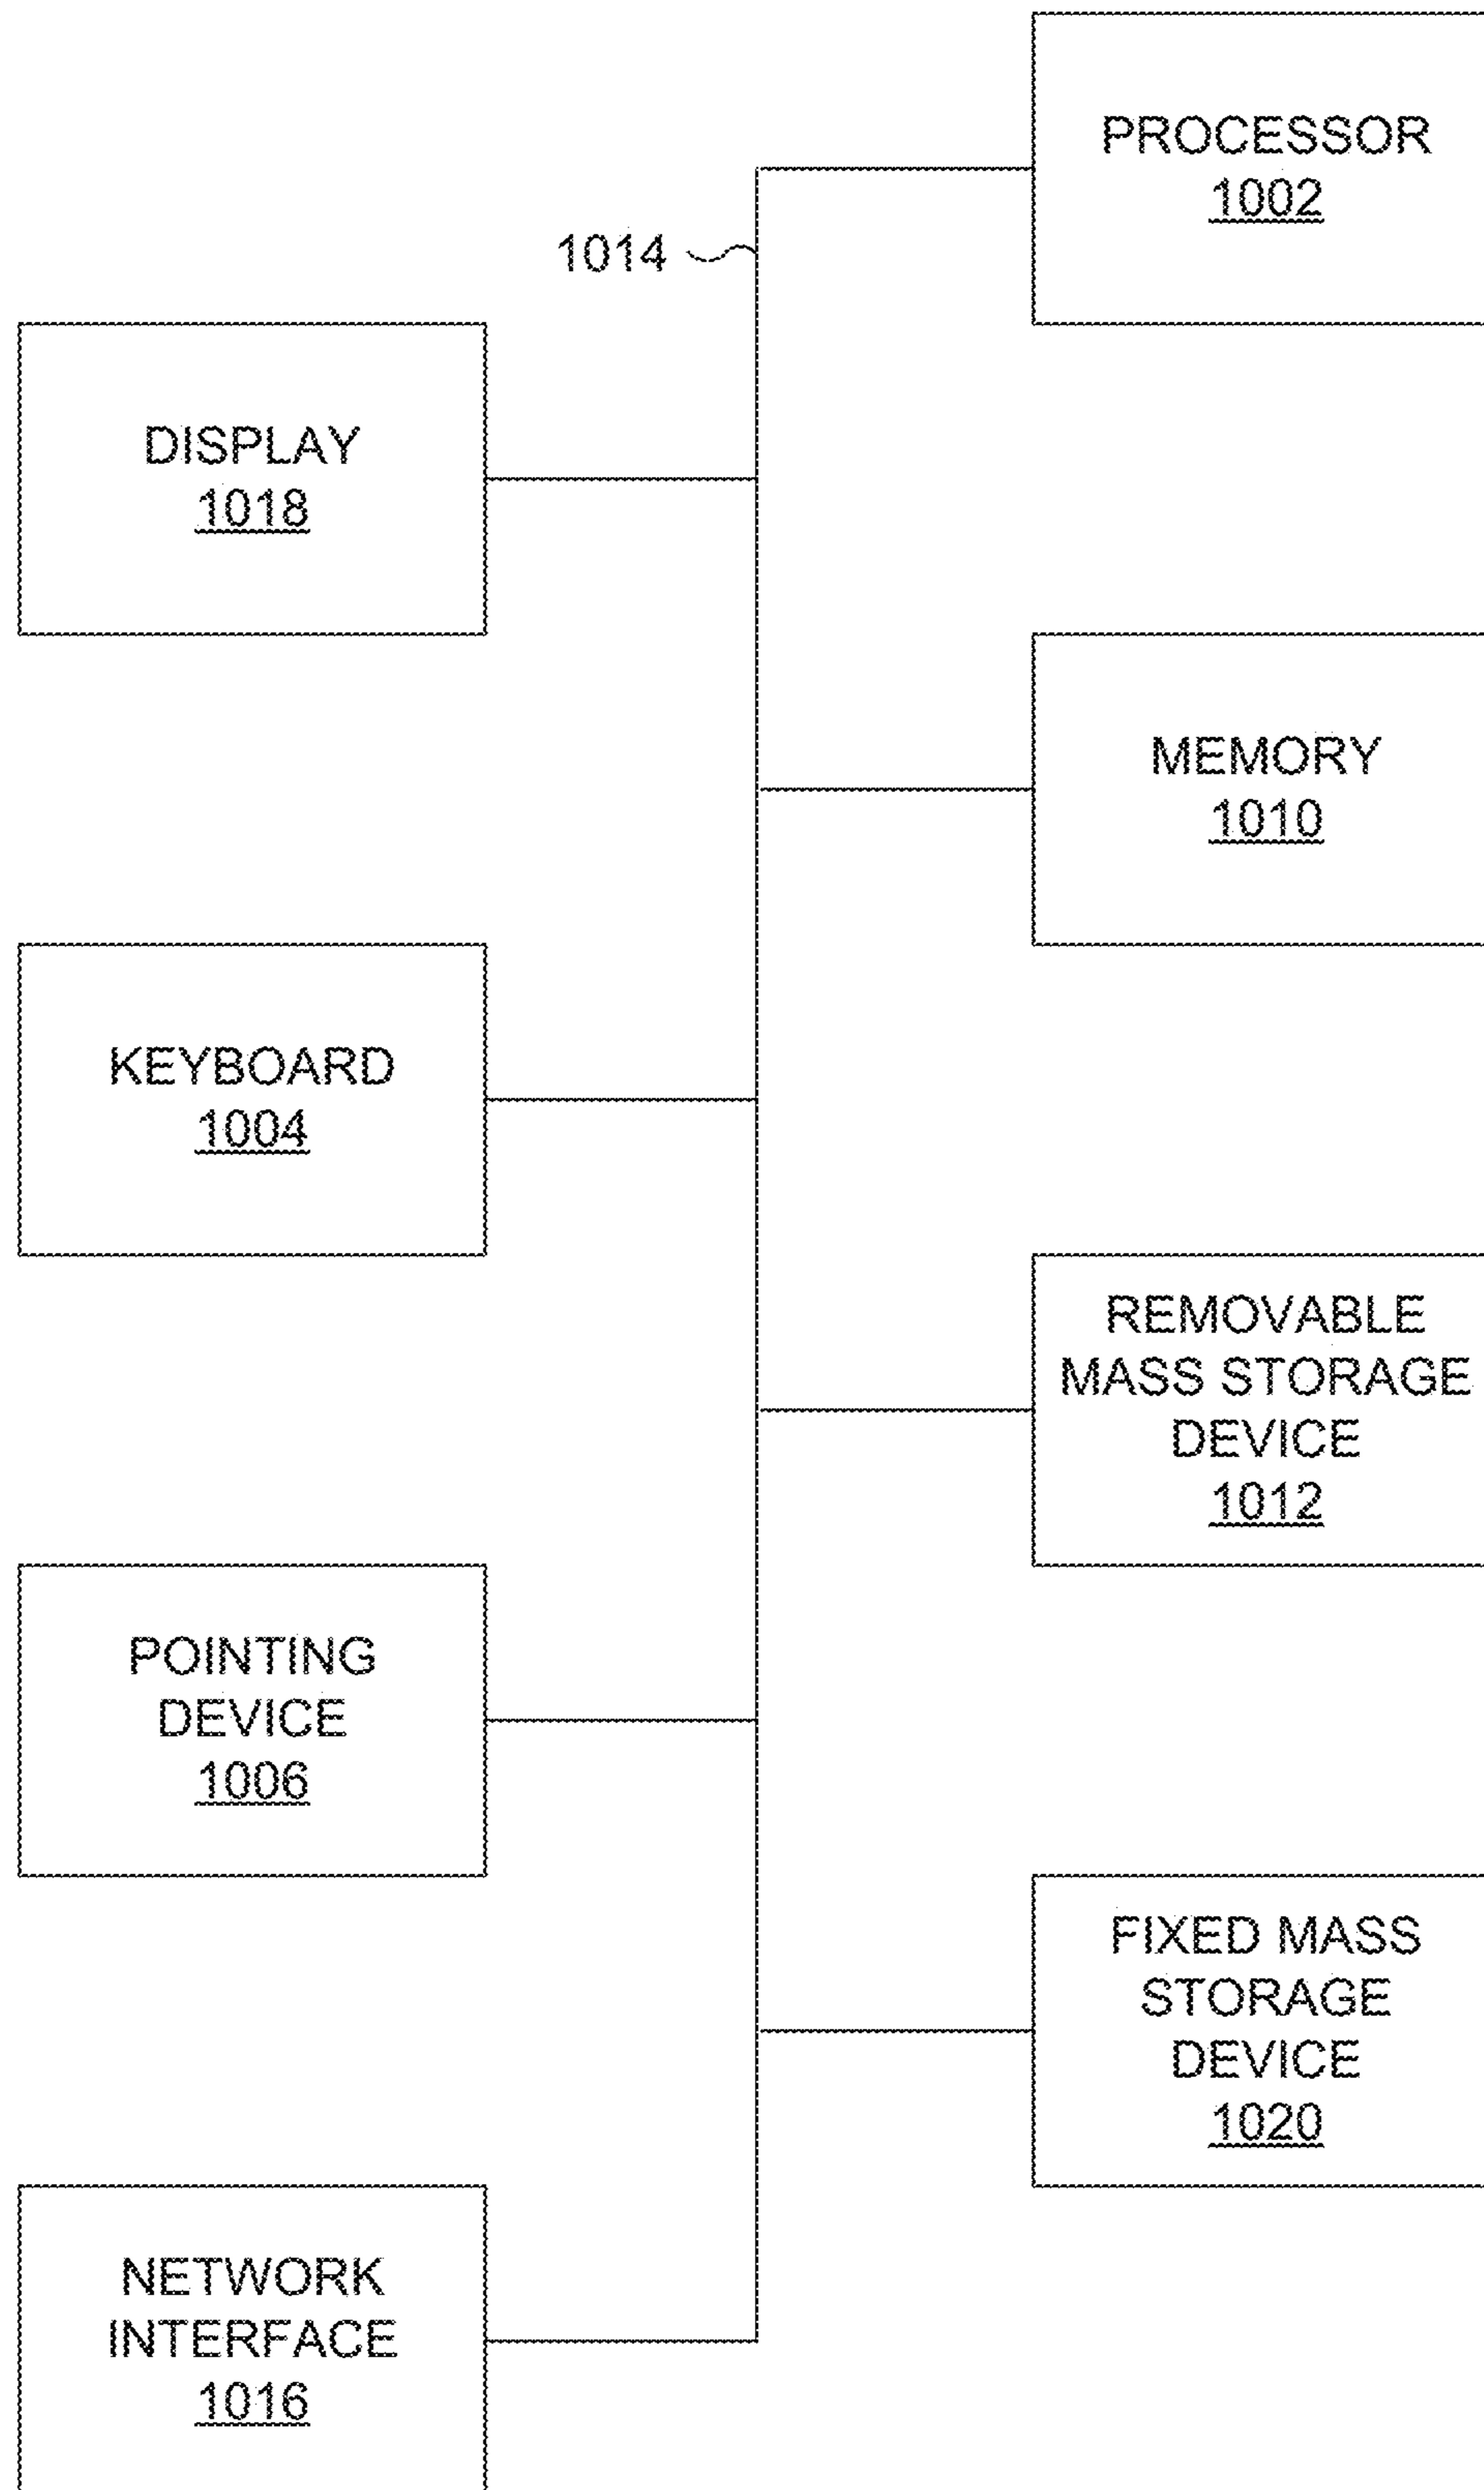 PROCESSOR
1002
1014
DISPLAY
1018
MEMORY
1010
KEYBOARD
1004
REMOVABLE
MASS STORAGE
DEVICE
1012
POINTING
DEVICE
1006
FIXED MASS
STORAGE
DEVICE
1020
NETWORK
INTERFACE
1016